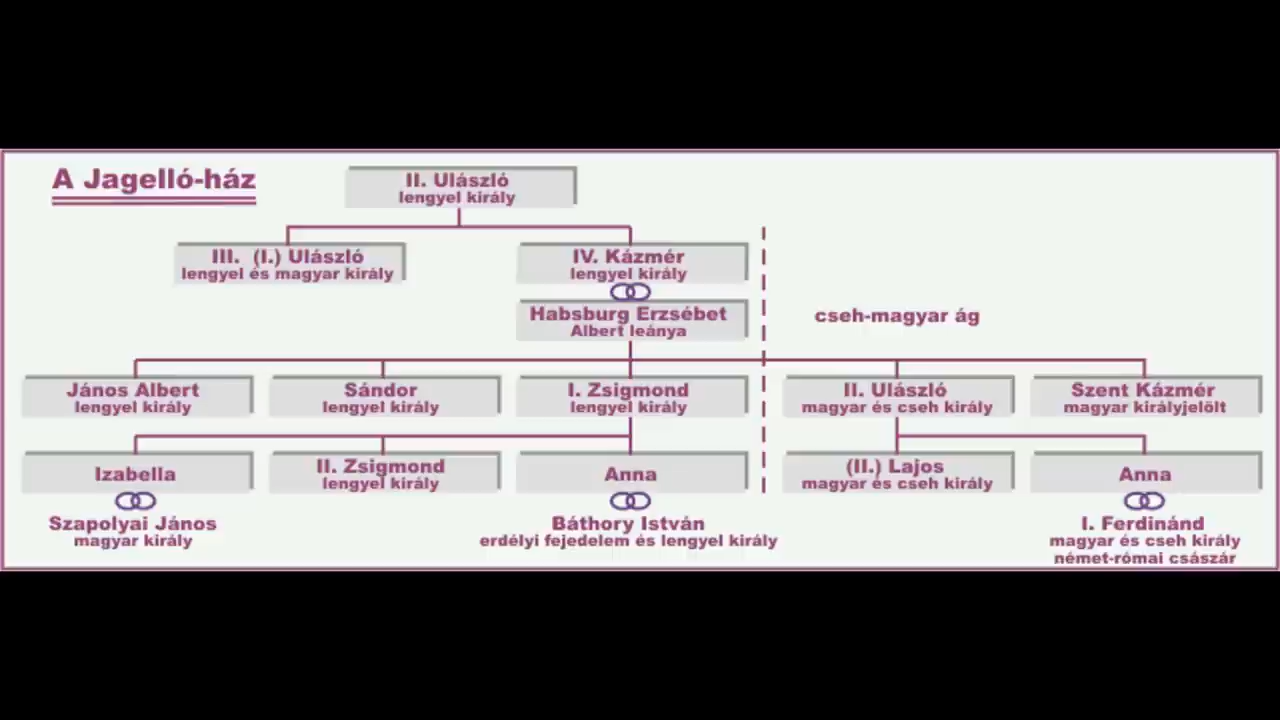 A Jagelló-ház
II. Ulászló
lengyel király
III. (I.) Ulászló
lengyel és magyar király
IV. Kázmér
lengyel király
Habsburg Erzsébet
Albert leánya
cseh-magyar ág
János Albert
lengyel király
Sándor
lengyel király
I. Zsigmond
lengyel király
II. Ulászló
magyar és cseh király
Szent Kázmér
magyar királyjelölt
Izabella
II. Zsigmond
lengyel király
Anna
(II.) Lajos
magyar és cseh király
Anna
Szapolyai János
magyar király
Báthory István
erdélyi fejedelem és lengyel király
I. Ferdinánd
magyar és cseh király
német-római császár